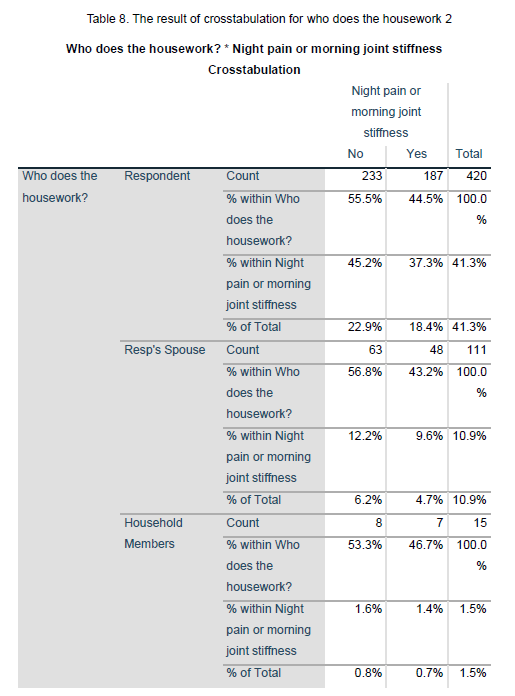 Table 8. The result of crosstabulation for who does the housework 2
Who does the housework? * Night pain or morning joint stiffness
Crosstabulation
Night pain or
morning joint
stiffness
No Yes Total
Who does the Respondent Count 233 187 420
housework? % within Who 55.5% 44.5% 100.0
does the %
housework?
% within Night 45.2% 37.3% 41.3%
pain or morning
joint stiffness
% of Total 22.9% 18.4% 41.3%
Resp's Spouse Count 63 48 111
% within Who 56.8% 43.2% 100.0
does the %
housework?
% within Night 12.2% 9.6% 10.9%
pain or morning
joint stiffness
% of Total 6.2% 4.7% 10.9%
Household Count 8 7 15
Members % within Who 53.3% 46.7% 100.0
does the %
housework?
% within Night 1.6% 1.4% 1.5%
pain or morning
joint stiffness
% of Total 0.8% 0.7% 1.5%